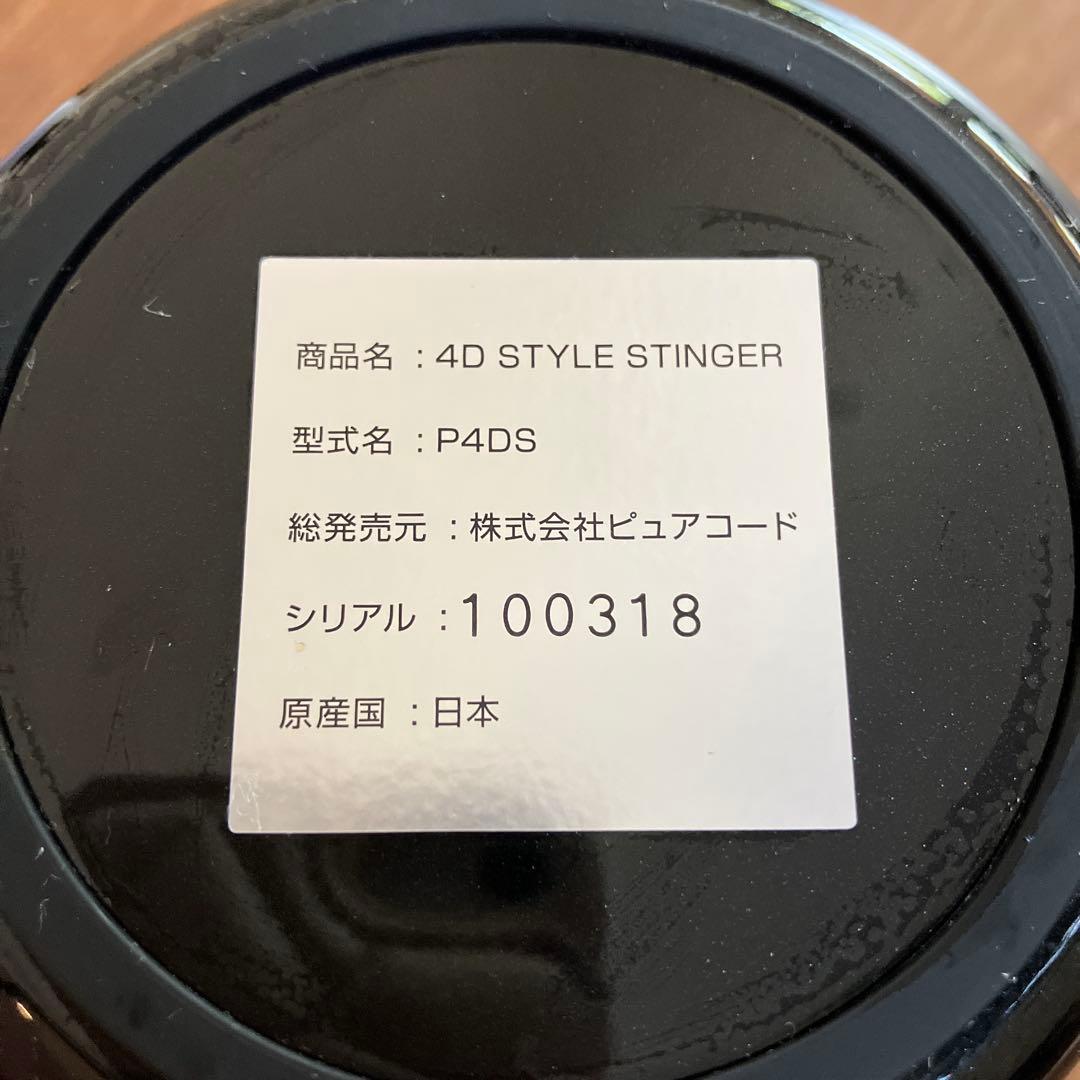 商品名 : 4D STYLE STINGER
型式名 : P4DS
総発売元 : 株式会社ピュアコード
シリアル : 100318
原産国 : 日本